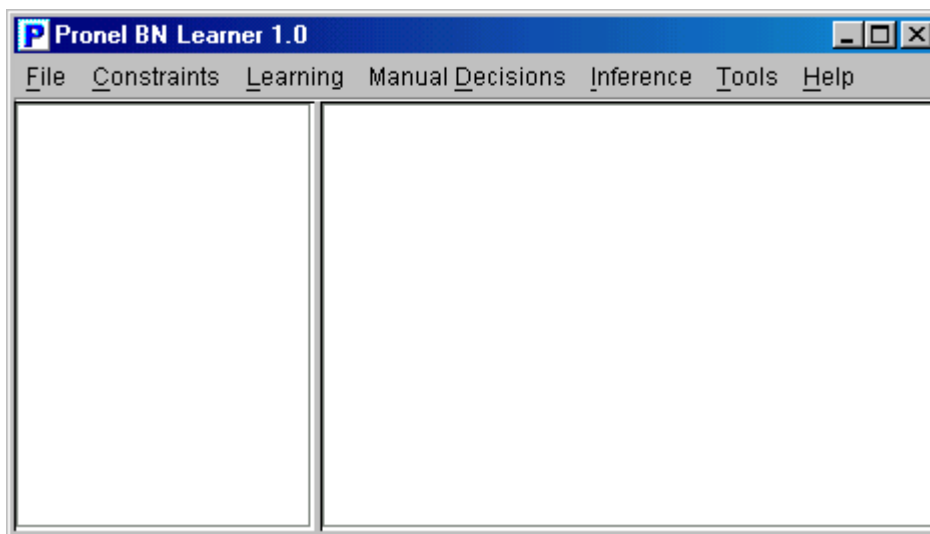 P Pronel BN Learner 1.0
File Constraints Learning Manual Decisions Inference Tools Help